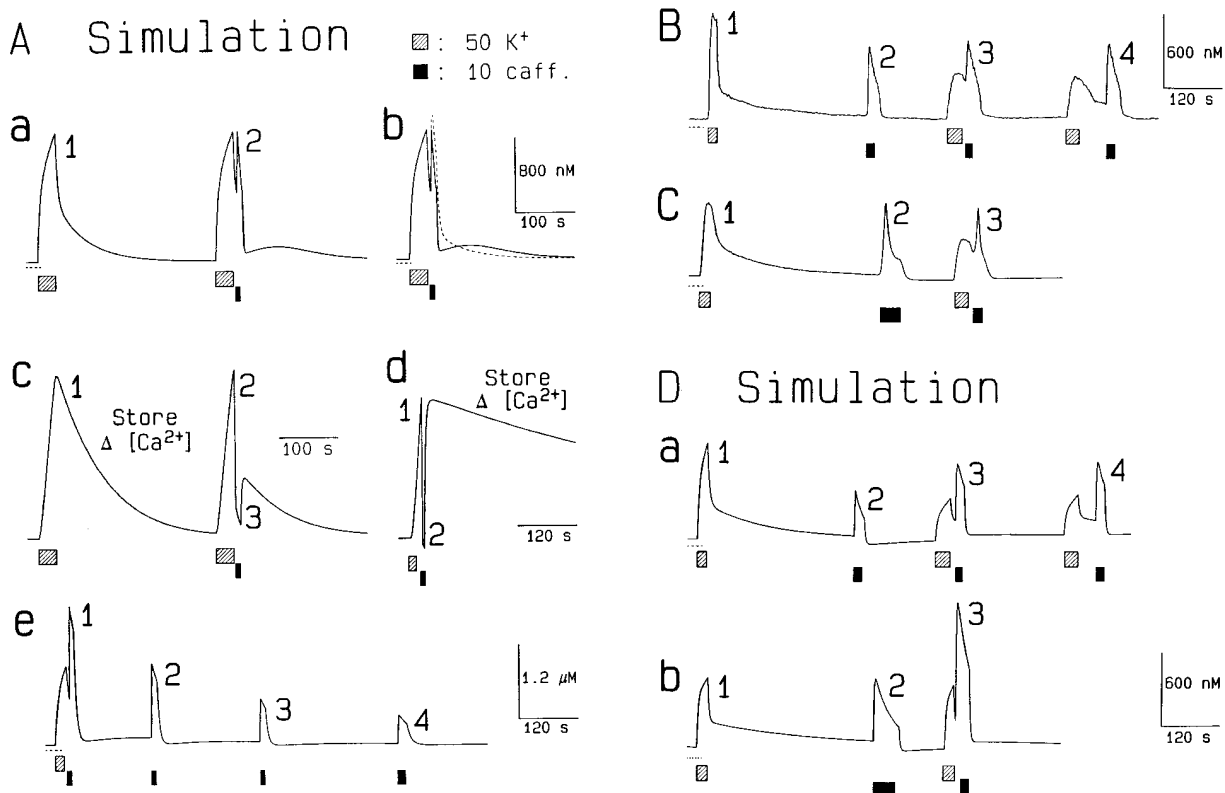 A Simulation
: 50 K⁺
: 10 caff.
a
1
2
b
800 nM
100 s
c
1
Store
Δ [Ca²⁺]
2
3
100 s
d
1
2
Store
Δ [Ca²⁺]
120 s
e
1
2
3
4
1.2 μM
120 s
B
1
2
3
4
600 nM
120 s
C
1
2
3
D Simulation
a
1
2
3
4
b
1
2
3
600 nM
120 s